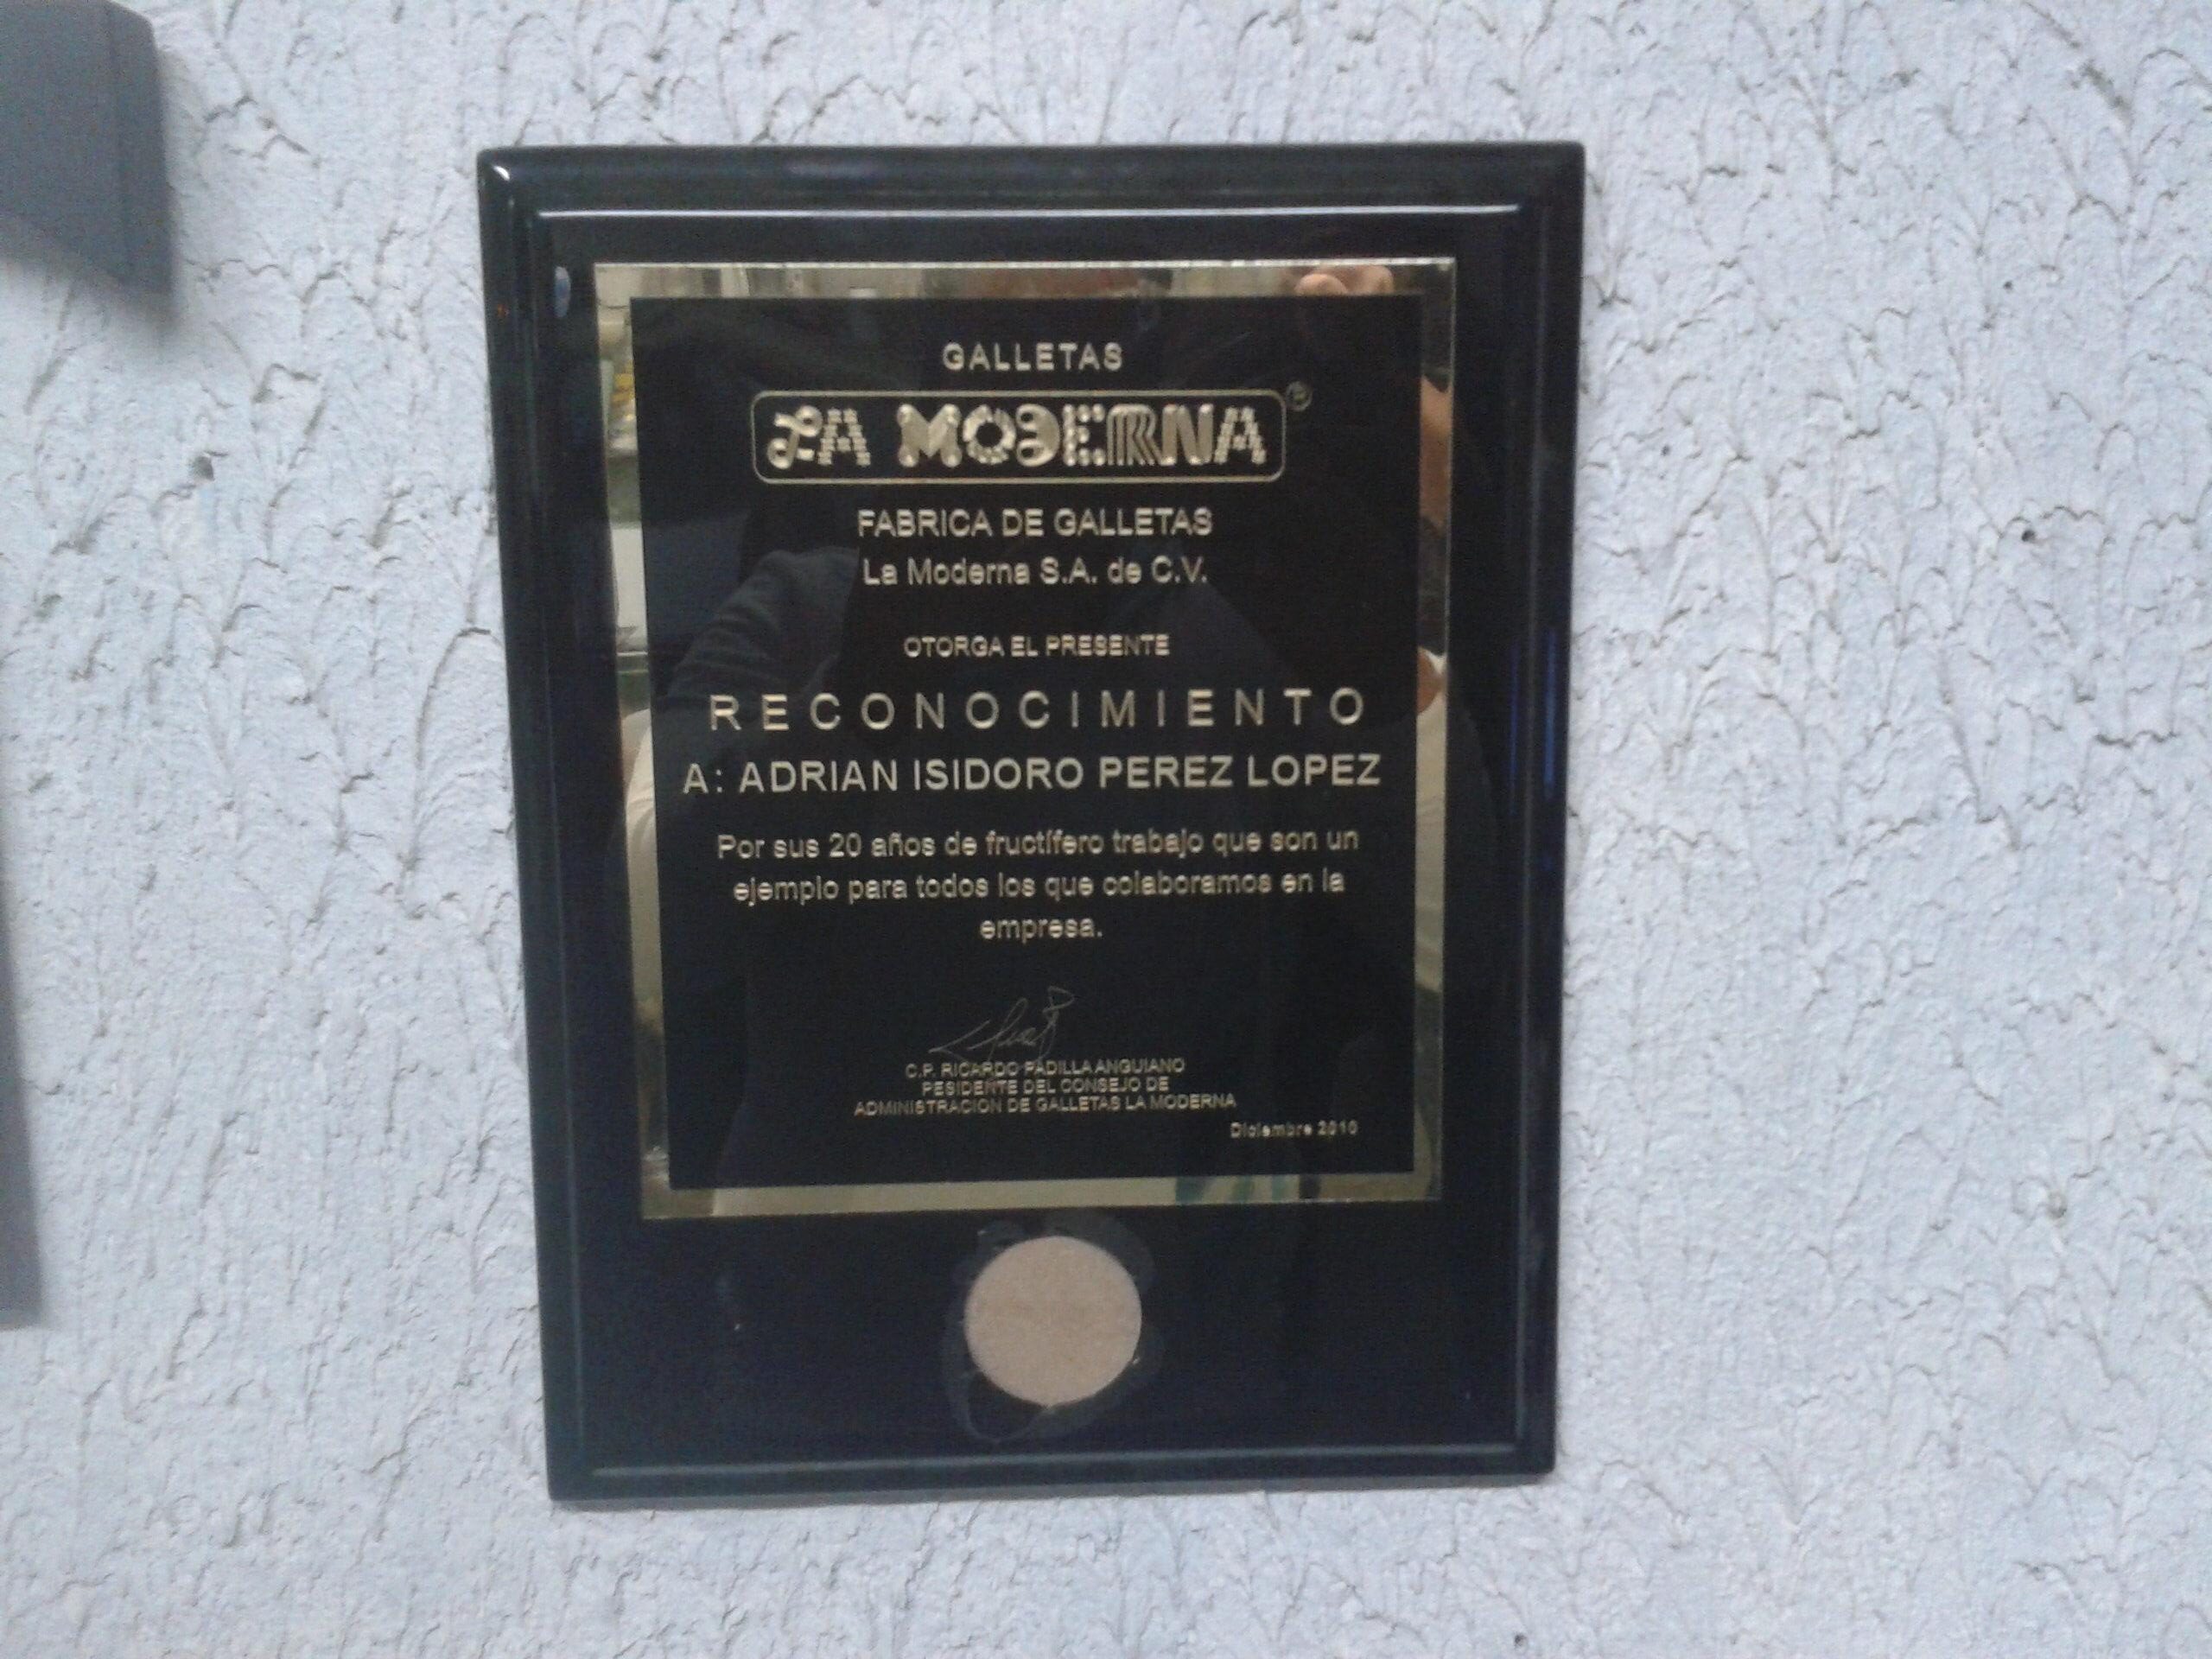 GALLETAS
LA MODERNA®
FABRICA DE GALLETAS
La Moderna S.A. de C.V.
OTORGA EL PRESENTE
RECONOCIMIENTO
A: ADRIAN ISIDORO PEREZ LOPEZ
Por sus 20 años de fructífero trabajo que son un
ejemplo para todos los que colaboramos en la
empresa.
C.P. RICARDO PADILLA ANGUIANO
PESIDENTE DEL CONSEJO DE
ADMINISTRACION DE GALLETAS LA MODERNA
Diciembre 2010